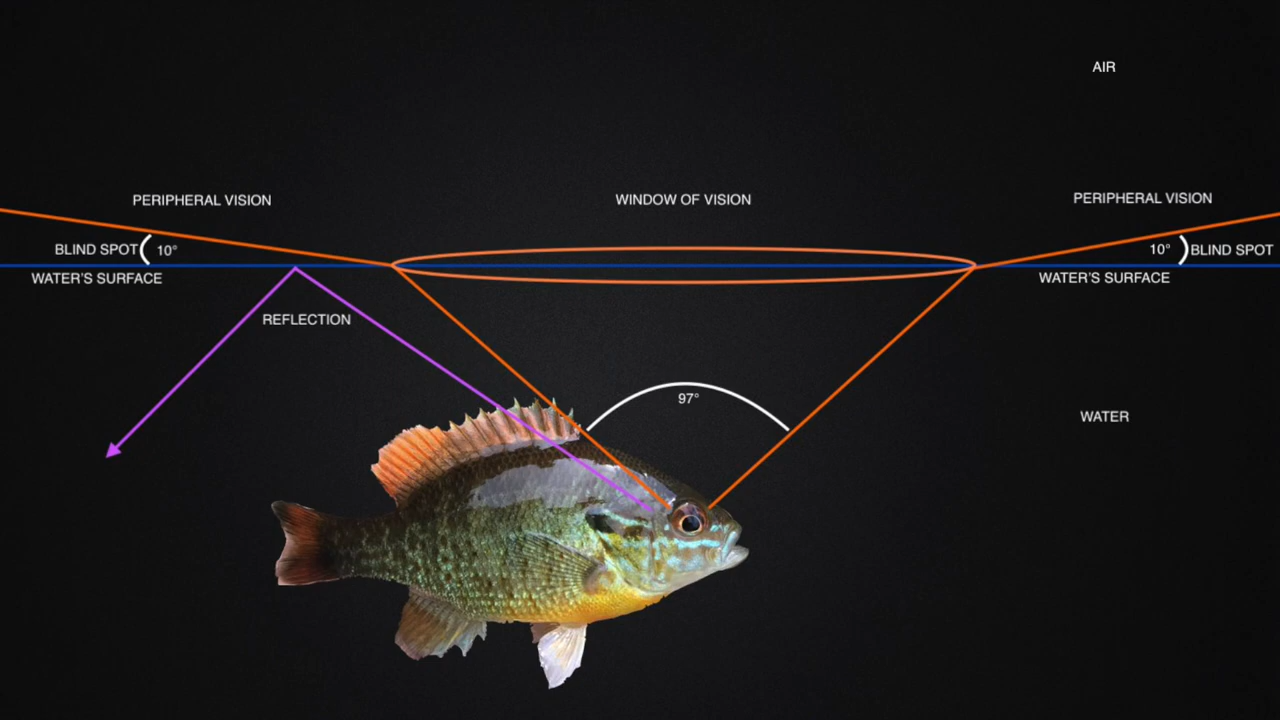 AIR
PERIPHERAL VISION
WINDOW OF VISION
PERIPHERAL VISION
BLIND SPOT
10°
10°
BLIND SPOT
WATER'S SURFACE
WATER'S SURFACE
REFLECTION
97°
WATER